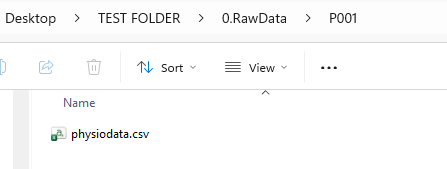 Desktop > TEST FOLDER > 0.RawData > P001
Sort View ...
Name
physiodata.csv